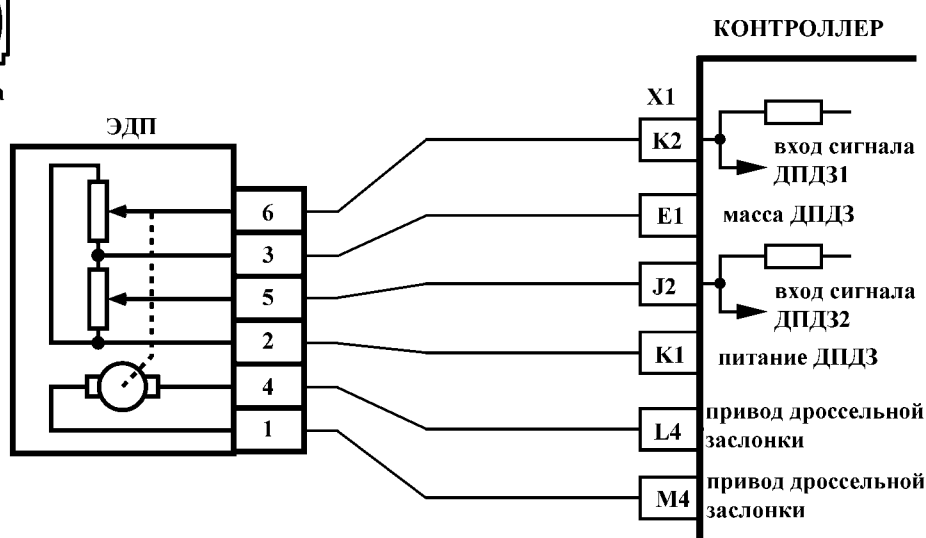 КОНТРОЛЛЕР
а
X1
ЭДП
K2
вход сигнала
ДПДЗ1
6
E1
масса ДПДЗ
3
5
J2
вход сигнала
ДПДЗ2
2
K1
питание ДПДЗ
4
L4
привод дроссельной
заслонки
1
M4
привод дроссельной
заслонки